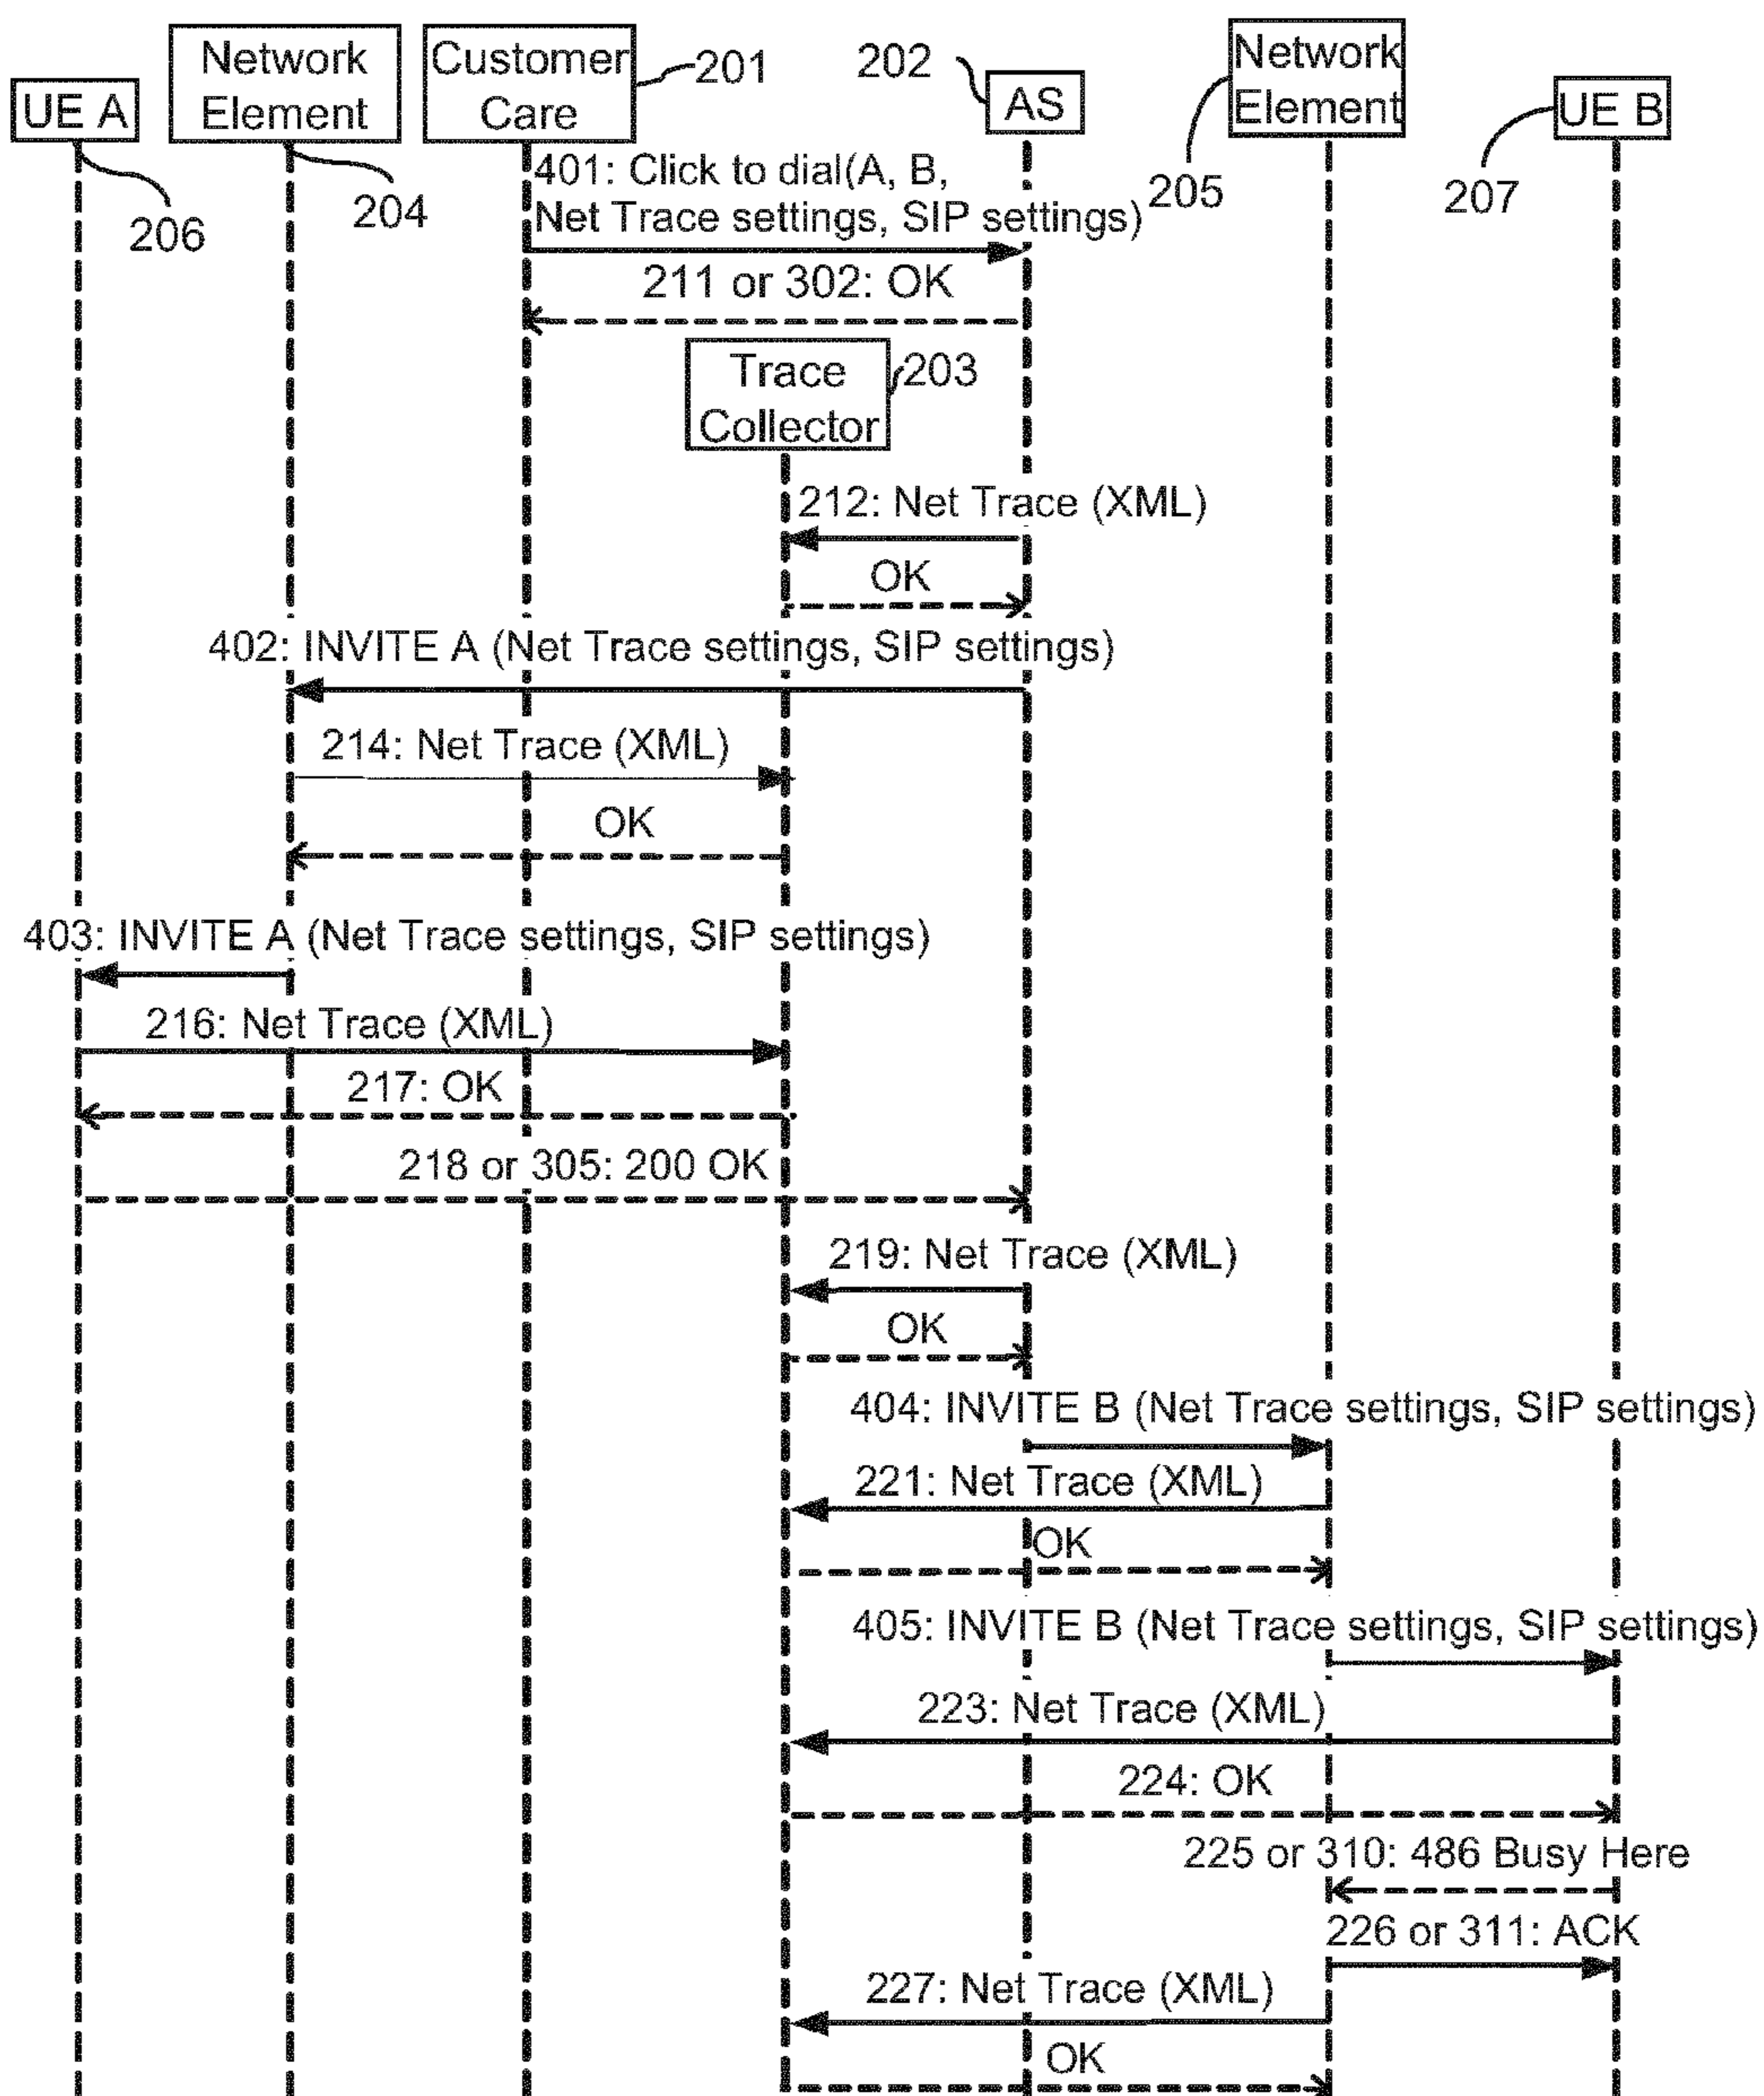 UE A
Network
Element
Customer
Care
201
202
AS
Network
Element
UE B
206
204
205
207
401: Click to dial(A, B,
Net Trace settings, SIP settings)
211 or 302: OK
Trace
Collector
203
212: Net Trace (XML)
OK
402: INVITE A (Net Trace settings, SIP settings)
214: Net Trace (XML)
OK
403: INVITE A (Net Trace settings, SIP settings)
216: Net Trace (XML)
217: OK
218 or 305: 200 OK
219: Net Trace (XML)
OK
404: INVITE B (Net Trace settings, SIP settings)
221: Net Trace (XML)
OK
405: INVITE B (Net Trace settings, SIP settings)
223: Net Trace (XML)
224: OK
225 or 310: 486 Busy Here
226 or 311: ACK
227: Net Trace (XML)
OK